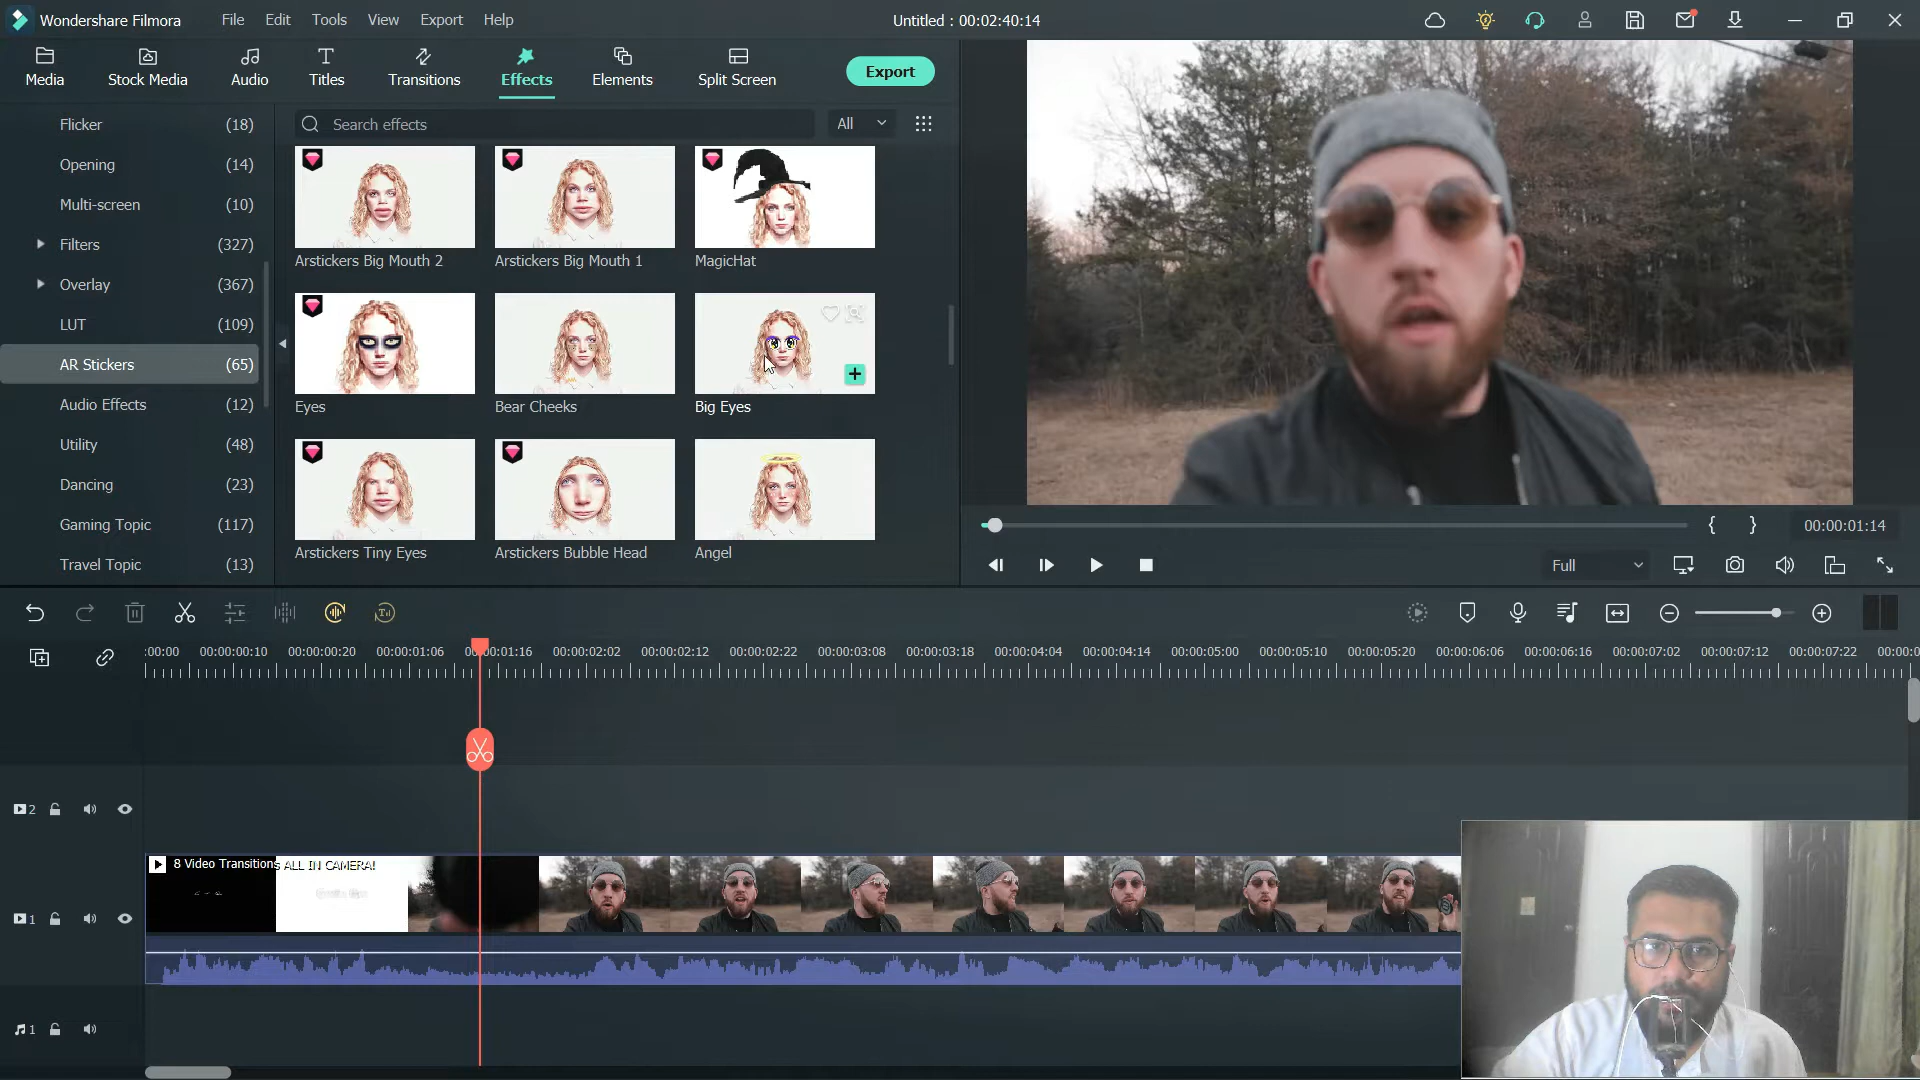 Wondershare Filmora File Edit Tools View Export Help Untitled : 00:02:40:14
Media Stock Media Audio Titles Transitions Effects Elements Split Screen Export
Flicker (18)
Opening (14)
Multi-screen (10)
Filters (327)
Overlay (367)
LUT (109)
AR Stickers (65)
Audio Effects (12)
Utility (48)
Dancing (23)
Gaming Topic (117)
Travel Topic (13)
Search effects All
Arstickers Big Mouth 2 Arstickers Big Mouth 1 MagicHat
Eyes Bear Cheeks Big Eyes
Arstickers Tiny Eyes Arstickers Bubble Head Angel
{ } 00:00:01:14
Full
:00:00 00:00:00:10 00:00:00:20 00:00:01:06 00:00:01:16 00:00:02:02 00:00:02:12 00:00:02:22 00:00:03:08 00:00:03:18 00:00:04:04 00:00:04:14 00:00:05:00 00:00:05:10 00:00:05:20 00:00:06:06 00:00:06:16 00:00:07:02 00:00:07:12 00:00:07:22 00:00:0
2
8 Video Transitions ALL IN CAMERA!
1
1